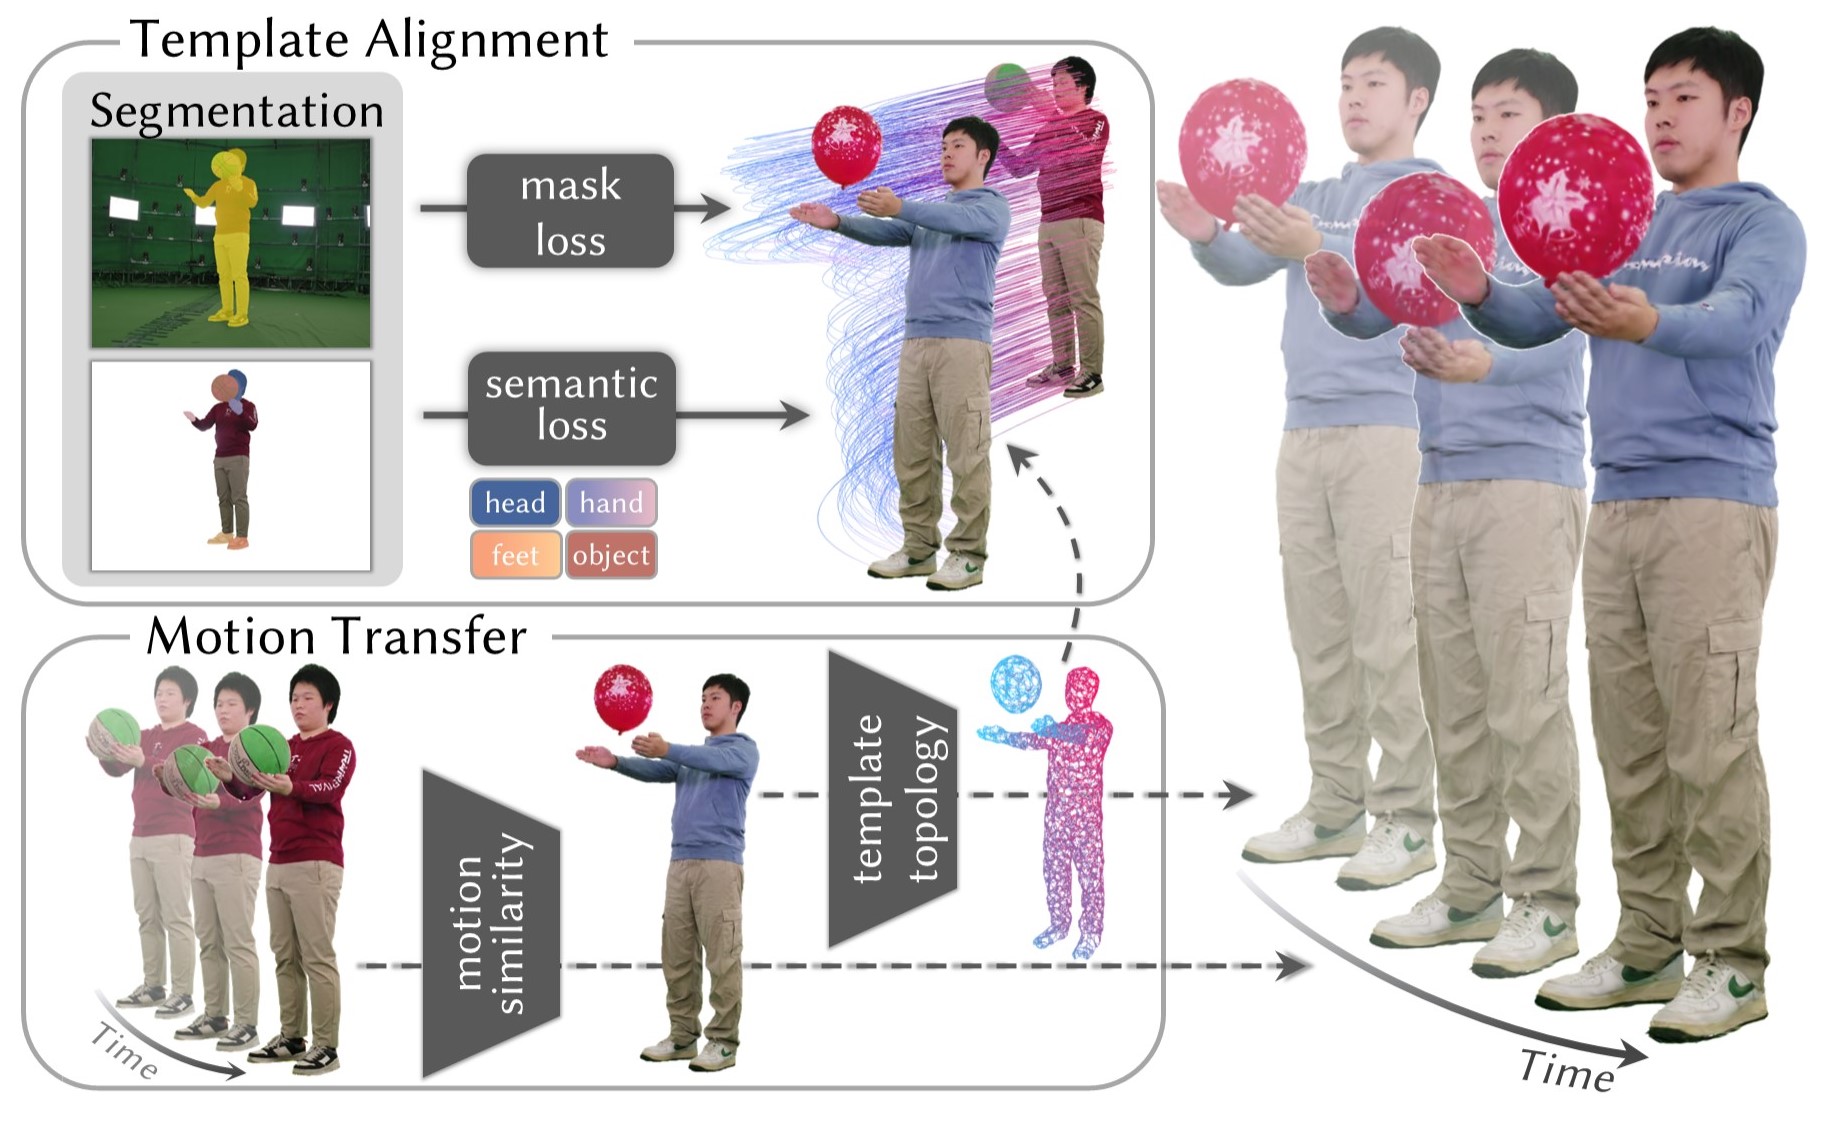 Template Alignment
Segmentation
mask
loss
semantic
loss
head
hand
feet
object
Motion Transfer
motion
similarity
template
topology
Time
Time